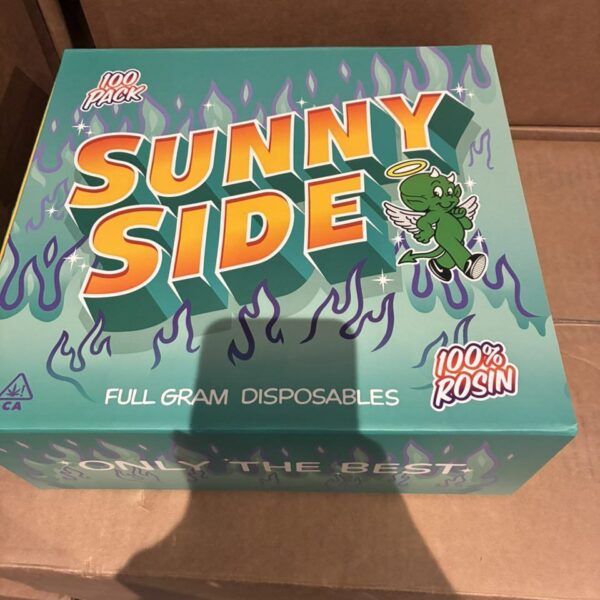 100
PACK
SUNNY
SIDE
100%
ROSIN
FULL GRAM DISPOSABLES
CA
ONLY THE BEST.